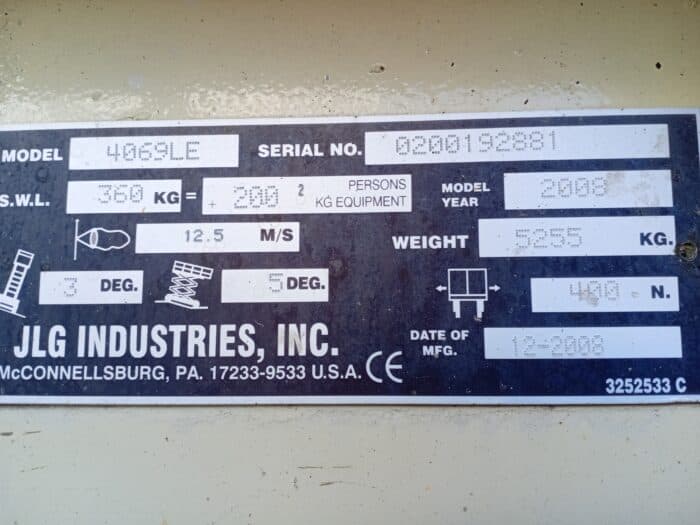 MODEL 4069LE SERIAL NO. 0200192881
S.W.L. 360 KG = + 200 2 PERSONS KG EQUIPMENT MODEL YEAR 2008
12.5 M/S WEIGHT 5255 KG.
3 DEG. 5 DEG. 400 N.
JLG INDUSTRIES, INC. DATE OF MFG. 12-2008
McCONNELLSBURG, PA. 17233-9533 U.S.A. CE
3252533 C